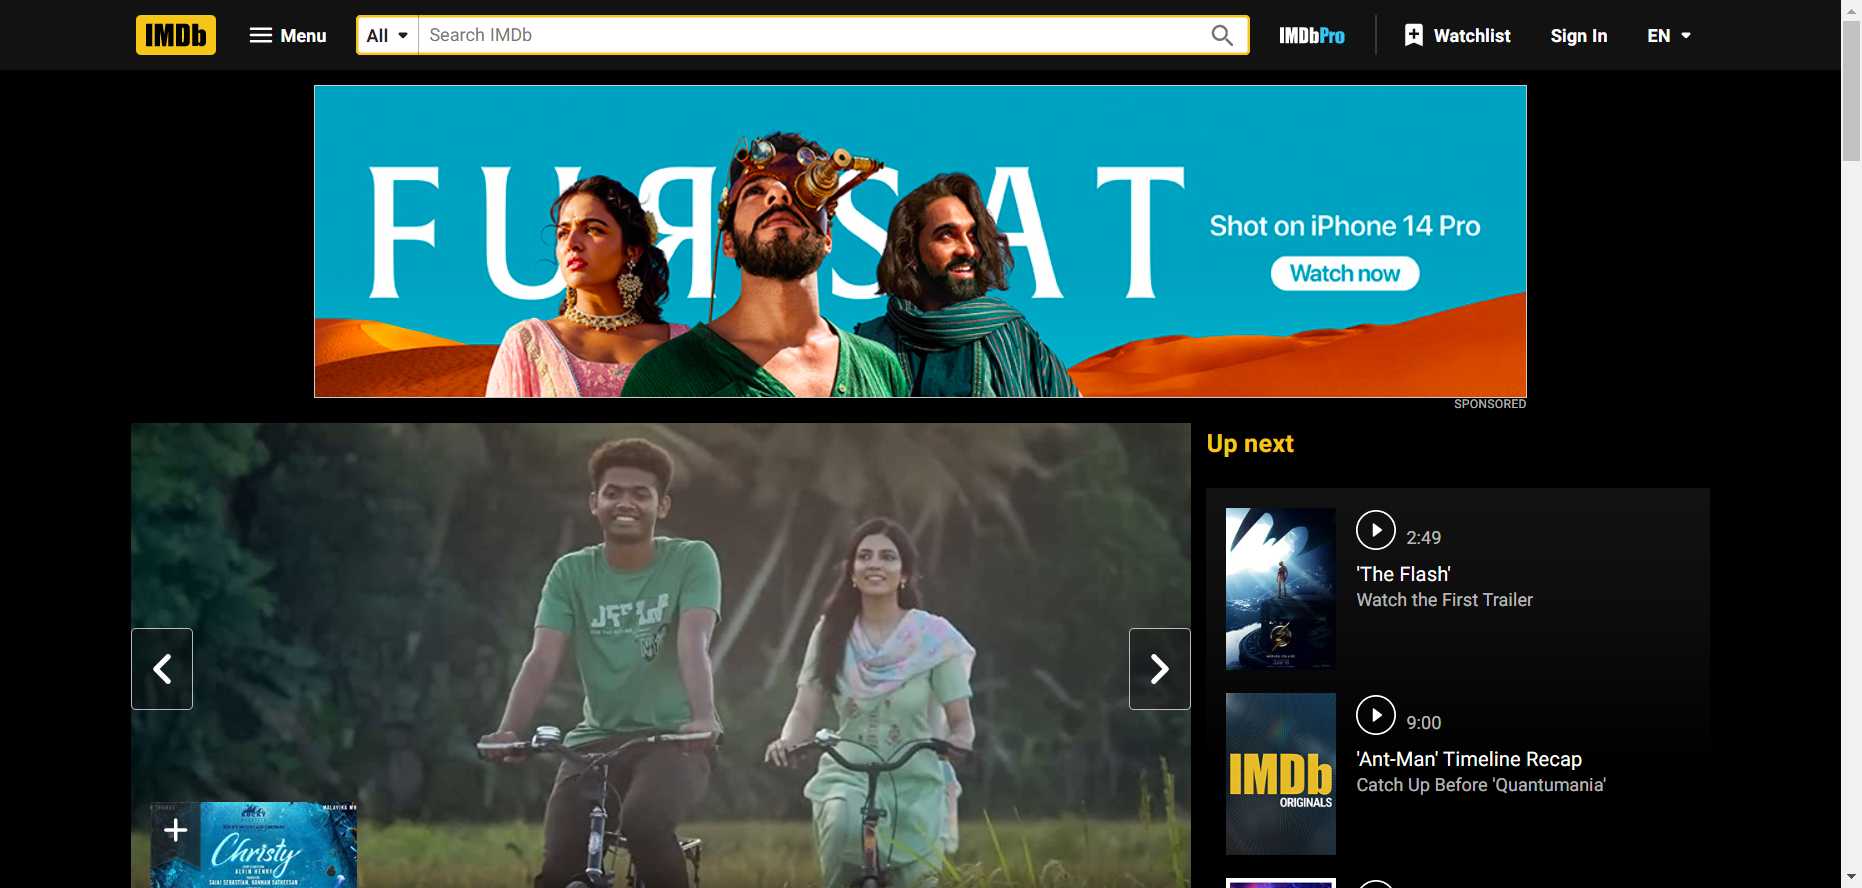 IMDb
Menu
All
Search IMDb
IMDbPro
Watchlist
Sign In
EN
FURSAT
Shot on iPhone 14 Pro
Watch now
SPONSORED
Up next
2:49
'The Flash'
Watch the First Trailer
9:00
'Ant-Man' Timeline Recap
Catch Up Before 'Quantumania'
IMDb
ORIGINALS
Christy
ALVIN HENRY